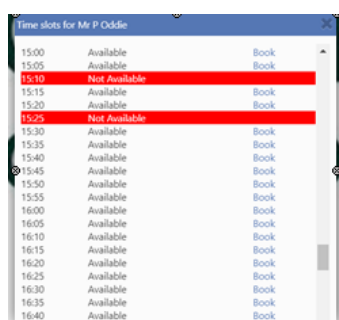 Time slots for Mr P Oddie
15:00 Available Book
15:05 Available Book
15:10 Not Available
15:15 Available Book
15:20 Available Book
15:25 Not Available
15:30 Available Book
15:35 Available Book
15:40 Available Book
15:45 Available Book
15:50 Available Book
15:55 Available Book
16:00 Available Book
16:05 Available Book
16:10 Available Book
16:15 Available Book
16:20 Available Book
16:25 Available Book
16:30 Available Book
16:35 Available Book
16:40 Available Book